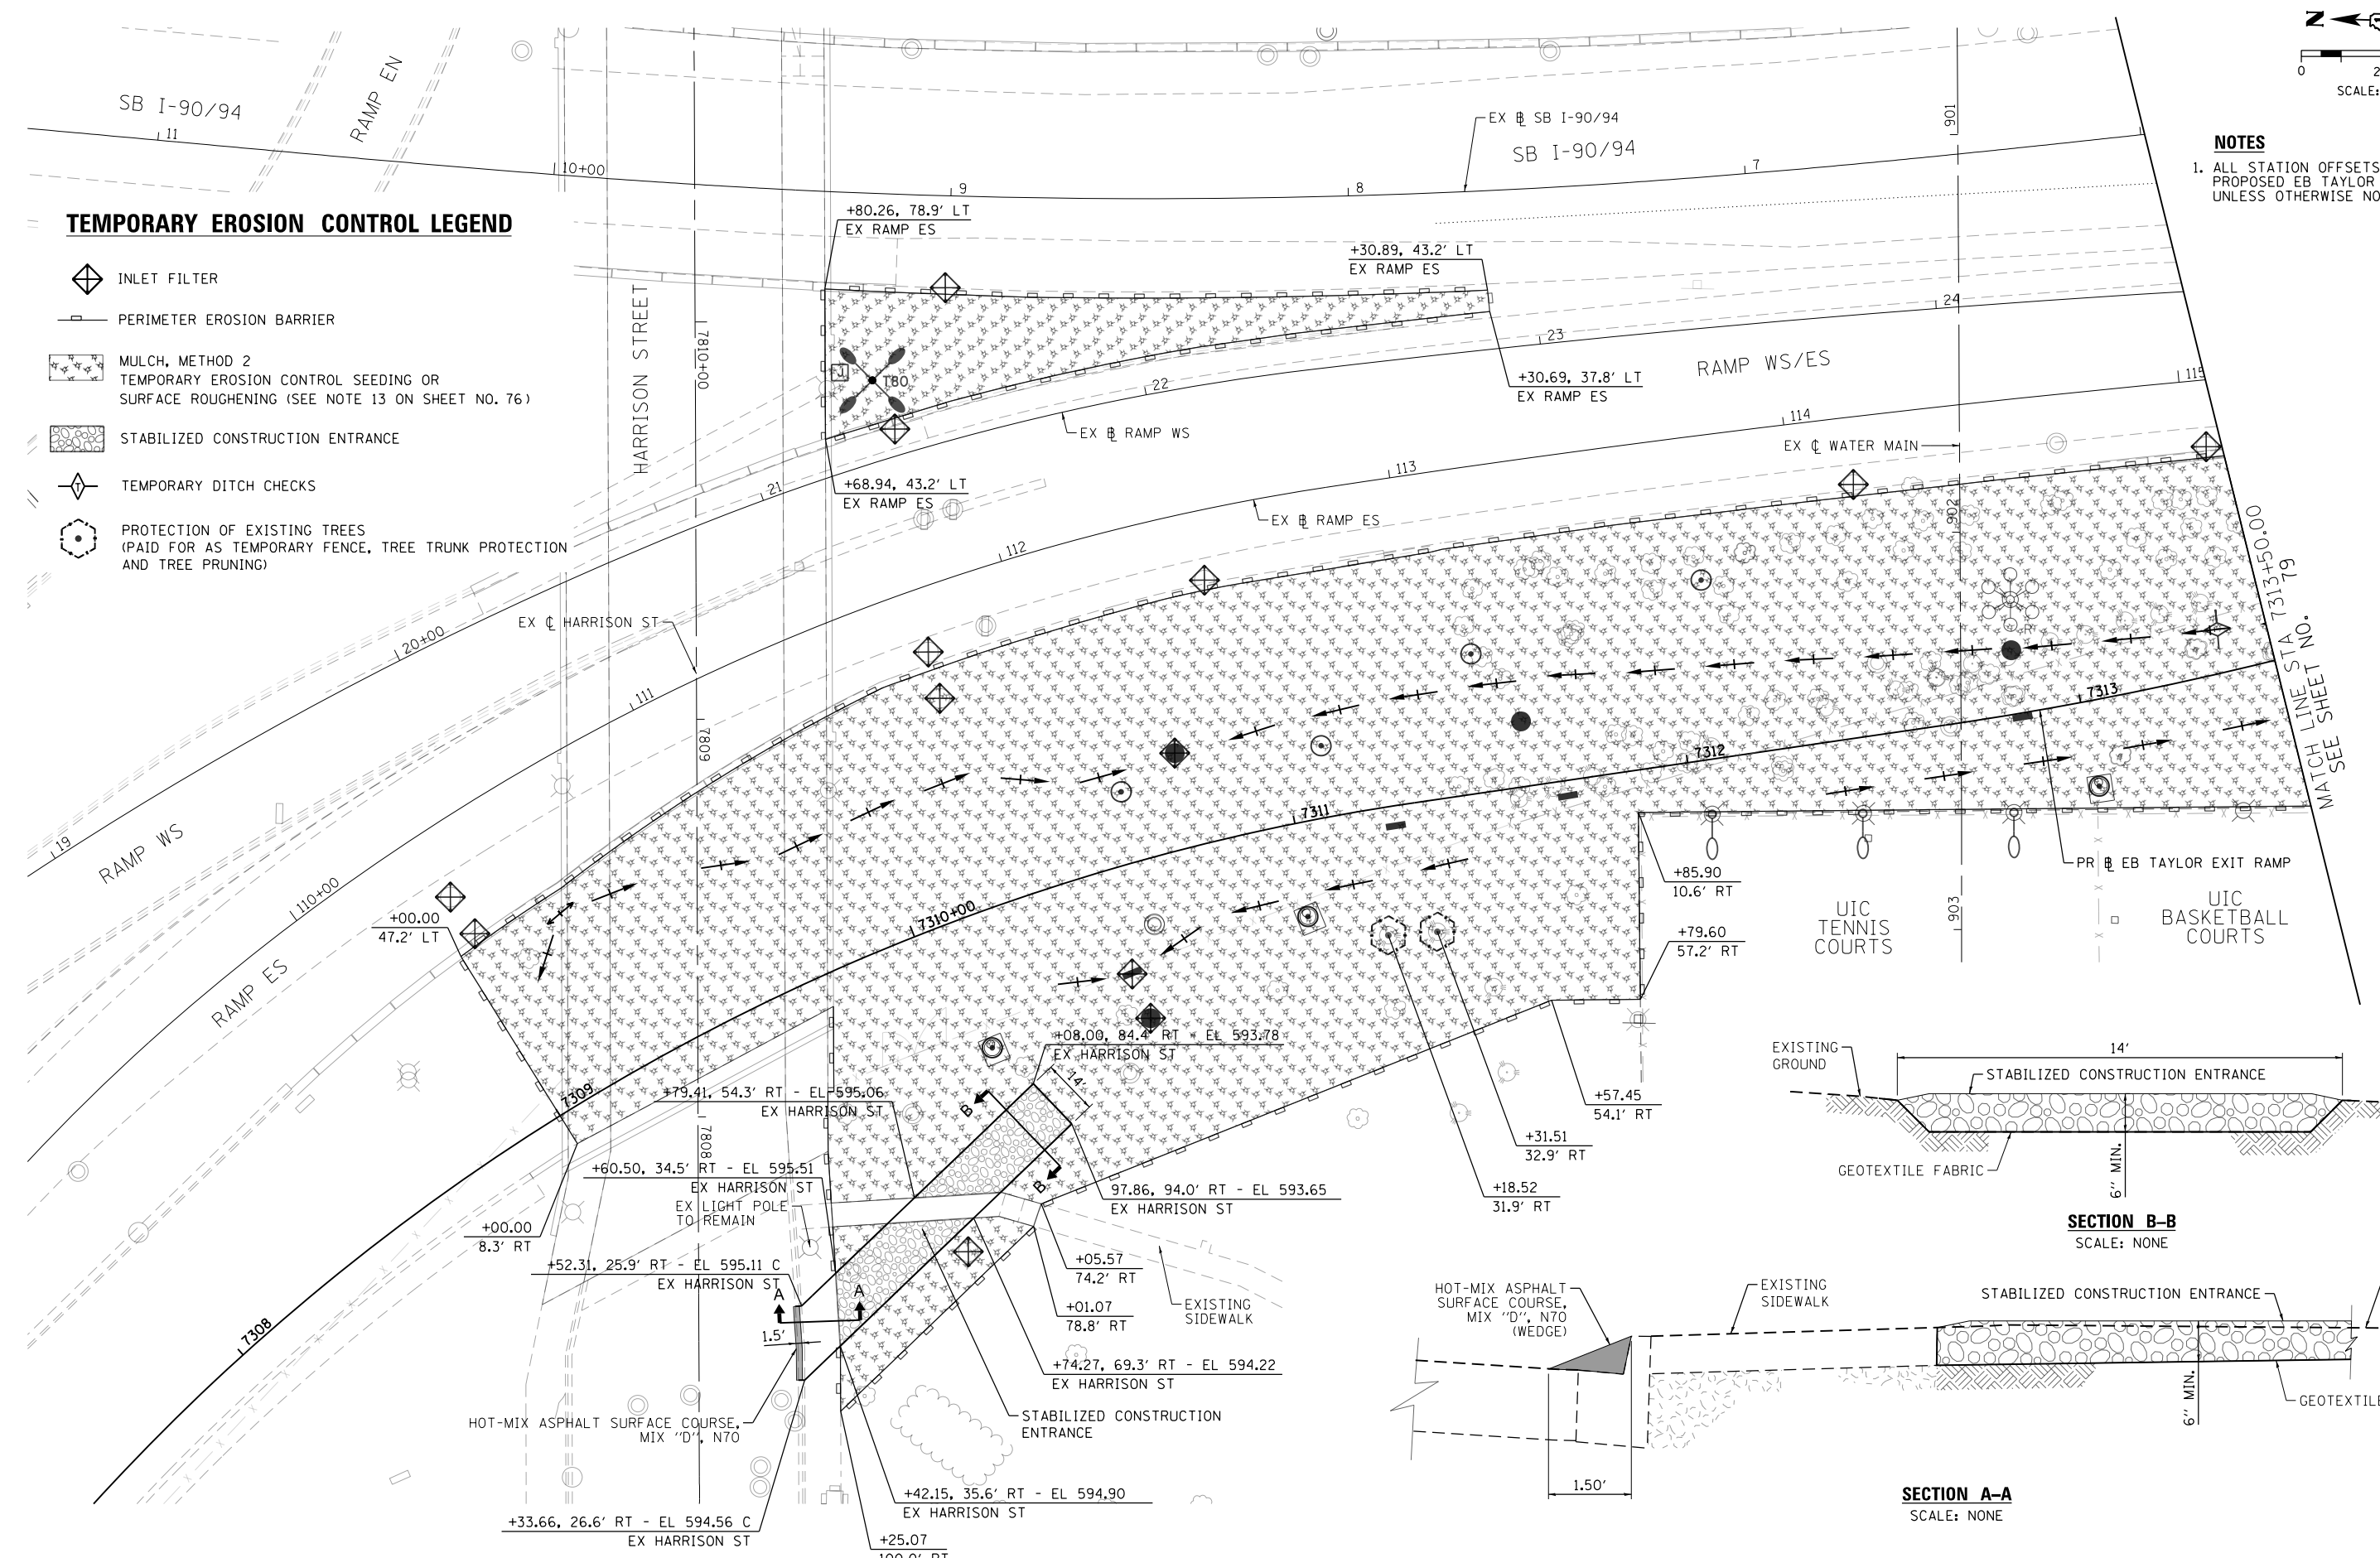 SB I-90/94
RAMP EN
11
10+00
9
8
7
EX ℄ SB I-90/94
SB I-90/94
901
N
0
2
SCALE:
NOTES
1. ALL STATION OFFSETS
PROPOSED EB TAYLOR
UNLESS OTHERWISE NO
TEMPORARY EROSION CONTROL LEGEND
INLET FILTER
PERIMETER EROSION BARRIER
MULCH, METHOD 2
TEMPORARY EROSION CONTROL SEEDING OR
SURFACE ROUGHENING (SEE NOTE 13 ON SHEET NO. 76)
STABILIZED CONSTRUCTION ENTRANCE
T
TEMPORARY DITCH CHECKS
PROTECTION OF EXISTING TREES
(PAID FOR AS TEMPORARY FENCE, TREE TRUNK PROTECTION
AND TREE PRUNING)
HARRISON STREET
7810+00
+80.26, 78.9' LT
EX RAMP ES
+30.89, 43.2' LT
EX RAMP ES
T80
24
23
22
21
20+00
19
+30.69, 37.8' LT
EX RAMP ES
RAMP WS/ES
EX ℄ RAMP WS
+68.94, 43.2' LT
EX RAMP ES
115
114
113
112
111
110+00
EX ℄ WATER MAIN
EX ℄ RAMP ES
902
EX ℄ HARRISON ST
7809
RAMP WS
RAMP ES
MATCH LINE STA 7313+50.00
SEE SHEET NO. 79
7313
7312
7311
7310+00
7309
7308
+00.00
47.2' LT
+85.90
10.6' RT
PR ℄ EB TAYLOR EXIT RAMP
UIC
TENNIS
COURTS
903
UIC
BASKETBALL
COURTS
+79.60
57.2' RT
+08.00, 84.4' RT - EL 593.78
EX HARRISON ST
14'
+79.41, 54.3' RT - EL 595.06
EX HARRISON ST
B
B
7808
+57.45
54.1' RT
+31.51
32.9' RT
+18.52
31.9' RT
+60.50, 34.5' RT - EL 595.51
EX HARRISON ST
EX LIGHT POLE
TO REMAIN
97.86, 94.0' RT - EL 593.65
EX HARRISON ST
+00.00
8.3' RT
+52.31, 25.9' RT - EL 595.11 C
EX HARRISON ST
A
A
1.5'
+05.57
74.2' RT
+01.07
78.8' RT
EXISTING
SIDEWALK
+74.27, 69.3' RT - EL 594.22
EX HARRISON ST
STABILIZED CONSTRUCTION
ENTRANCE
HOT-MIX ASPHALT SURFACE COURSE,
MIX "D", N70
+42.15, 35.6' RT - EL 594.90
EX HARRISON ST
+33.66, 26.6' RT - EL 594.56 C
EX HARRISON ST
+25.07
100.0' RT
EXISTING
GROUND
14'
STABILIZED CONSTRUCTION ENTRANCE
GEOTEXTILE FABRIC
6" MIN.
SECTION B-B
SCALE: NONE
HOT-MIX ASPHALT
SURFACE COURSE,
MIX "D", N70
(WEDGE)
EXISTING
SIDEWALK
STABILIZED CONSTRUCTION ENTRANCE
6" MIN.
GEOTEXTILE
1.50'
SECTION A-A
SCALE: NONE